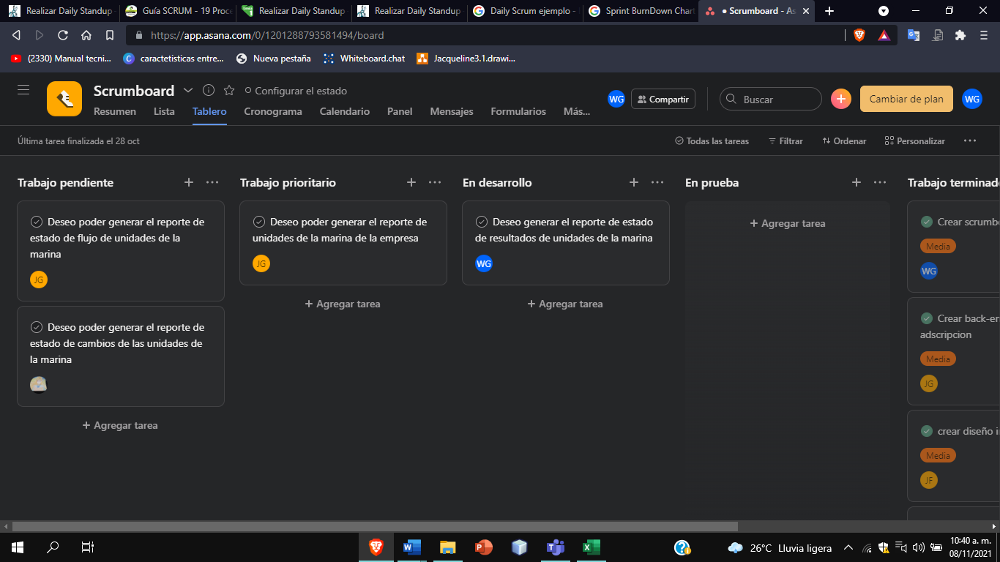 Realizar Daily Standup
Guía SCRUM - 19 Proce
Realizar Daily Standup
Realizar Daily Standup
Daily Scrum ejemplo -
Sprint BurnDown Chart
● Scrumboard - As
https://app.asana.com/0/1201288793581494/board
(2330) Manual tecni...
caractetisticas entre...
Nueva pestaña
Whiteboard.chat
Jacqueline3.1.drawi...
Scrumboard
Configurar el estado
WG
Compartir
Buscar
Cambiar de plan
WG
Resumen
Lista
Tablero
Cronograma
Calendario
Panel
Mensajes
Formularios
Más...
Última tarea finalizada el 28 oct
Todas las tareas
Filtrar
Ordenar
Personalizar
Trabajo pendiente
Deseo poder generar el reporte de
estado de flujo de unidades de la
marina
JG
Deseo poder generar el reporte de
estado de cambios de las unidades de
la marina
+ Agregar tarea
Trabajo prioritario
Deseo poder generar el reporte de
unidades de la marina de la empresa
JG
+ Agregar tarea
En desarrollo
Deseo generar el reporte de estado
de resultados de unidades de la marina
WG
+ Agregar tarea
En prueba
+ Agregar tarea
Trabajo terminado
Crear scrumbo
Media
WG
Crear back-en
adscripcion
Media
JG
crear diseño i
Media
JF
26°C Lluvia ligera
10:40 a. m.
08/11/2021